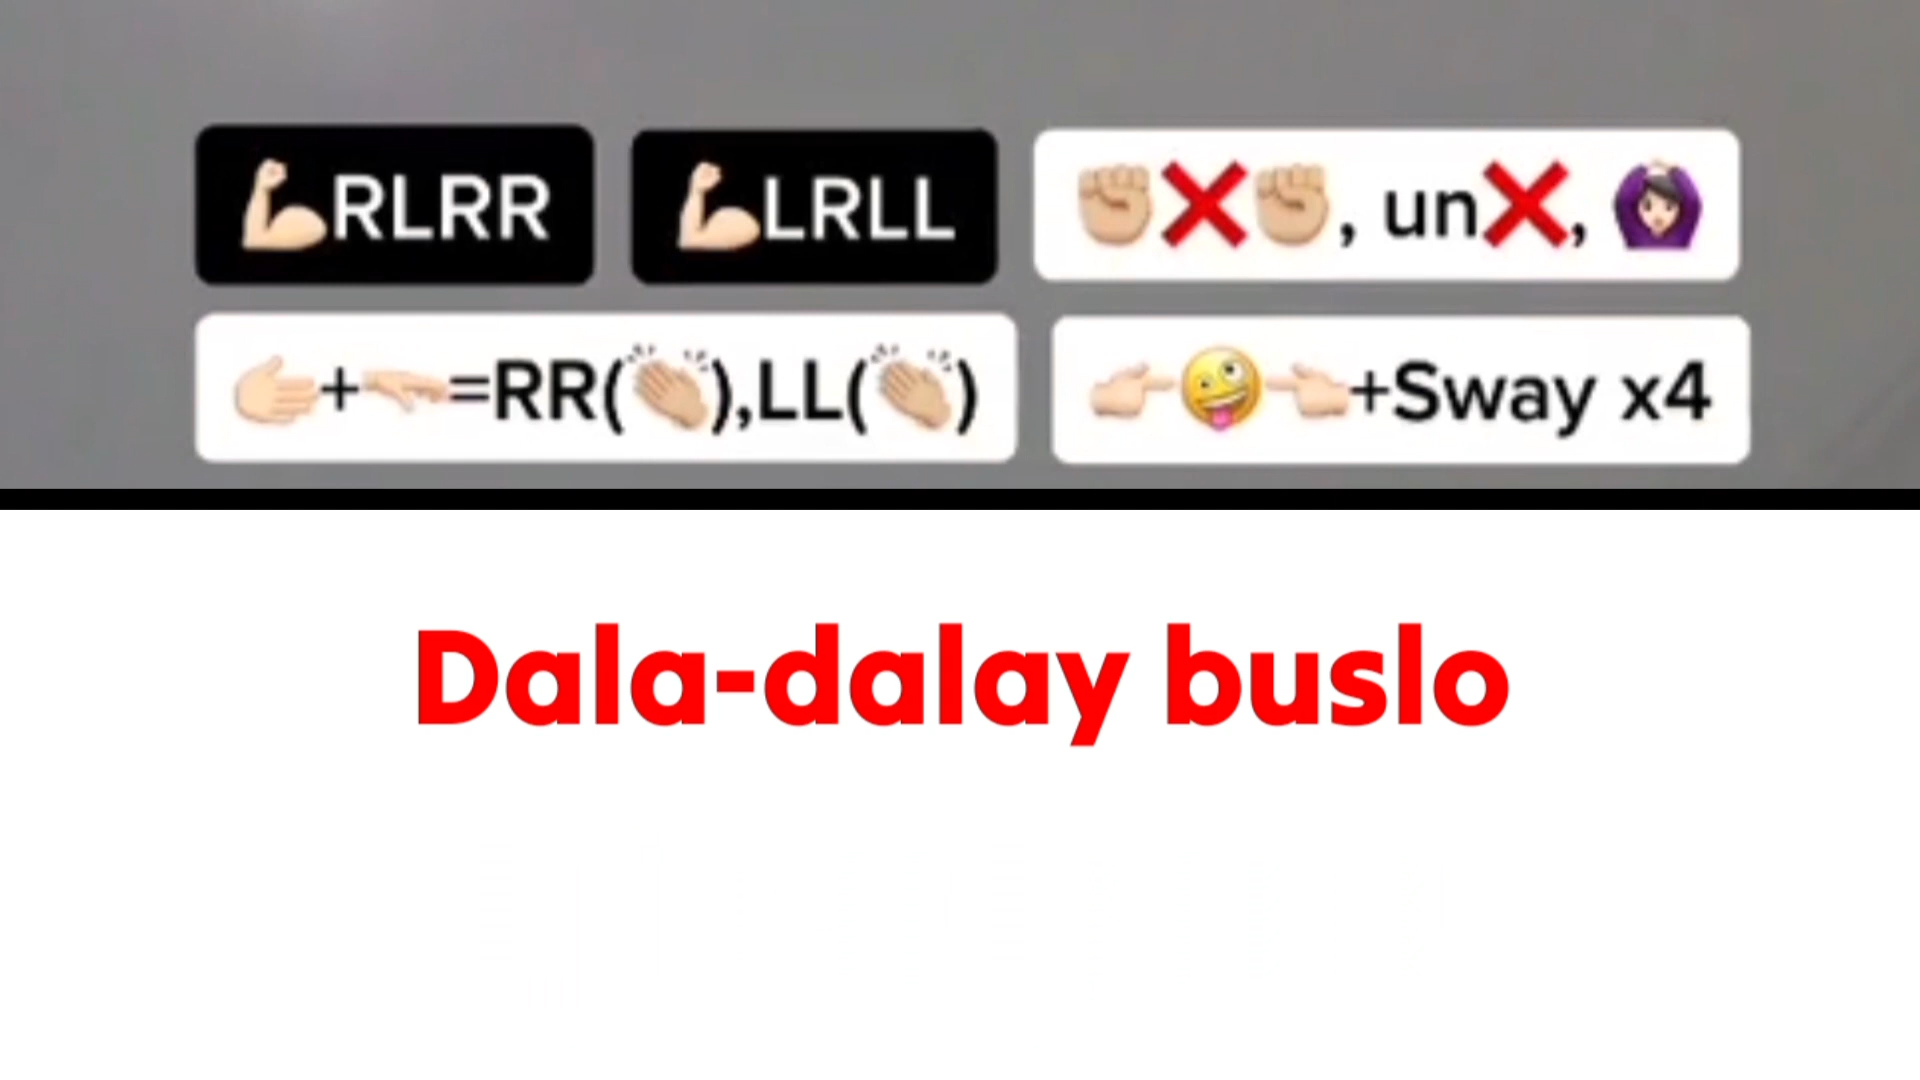 💪🏻RLRR 💪🏻LRLL ✊🏼❌✊🏼, un❌, 🙆🏻‍♀️
🫱🏻+🫳🏻=RR(👏🏼),LL(👏🏼) 👉🏻🤪👈🏻+Sway x4
Dala-dalay buslo